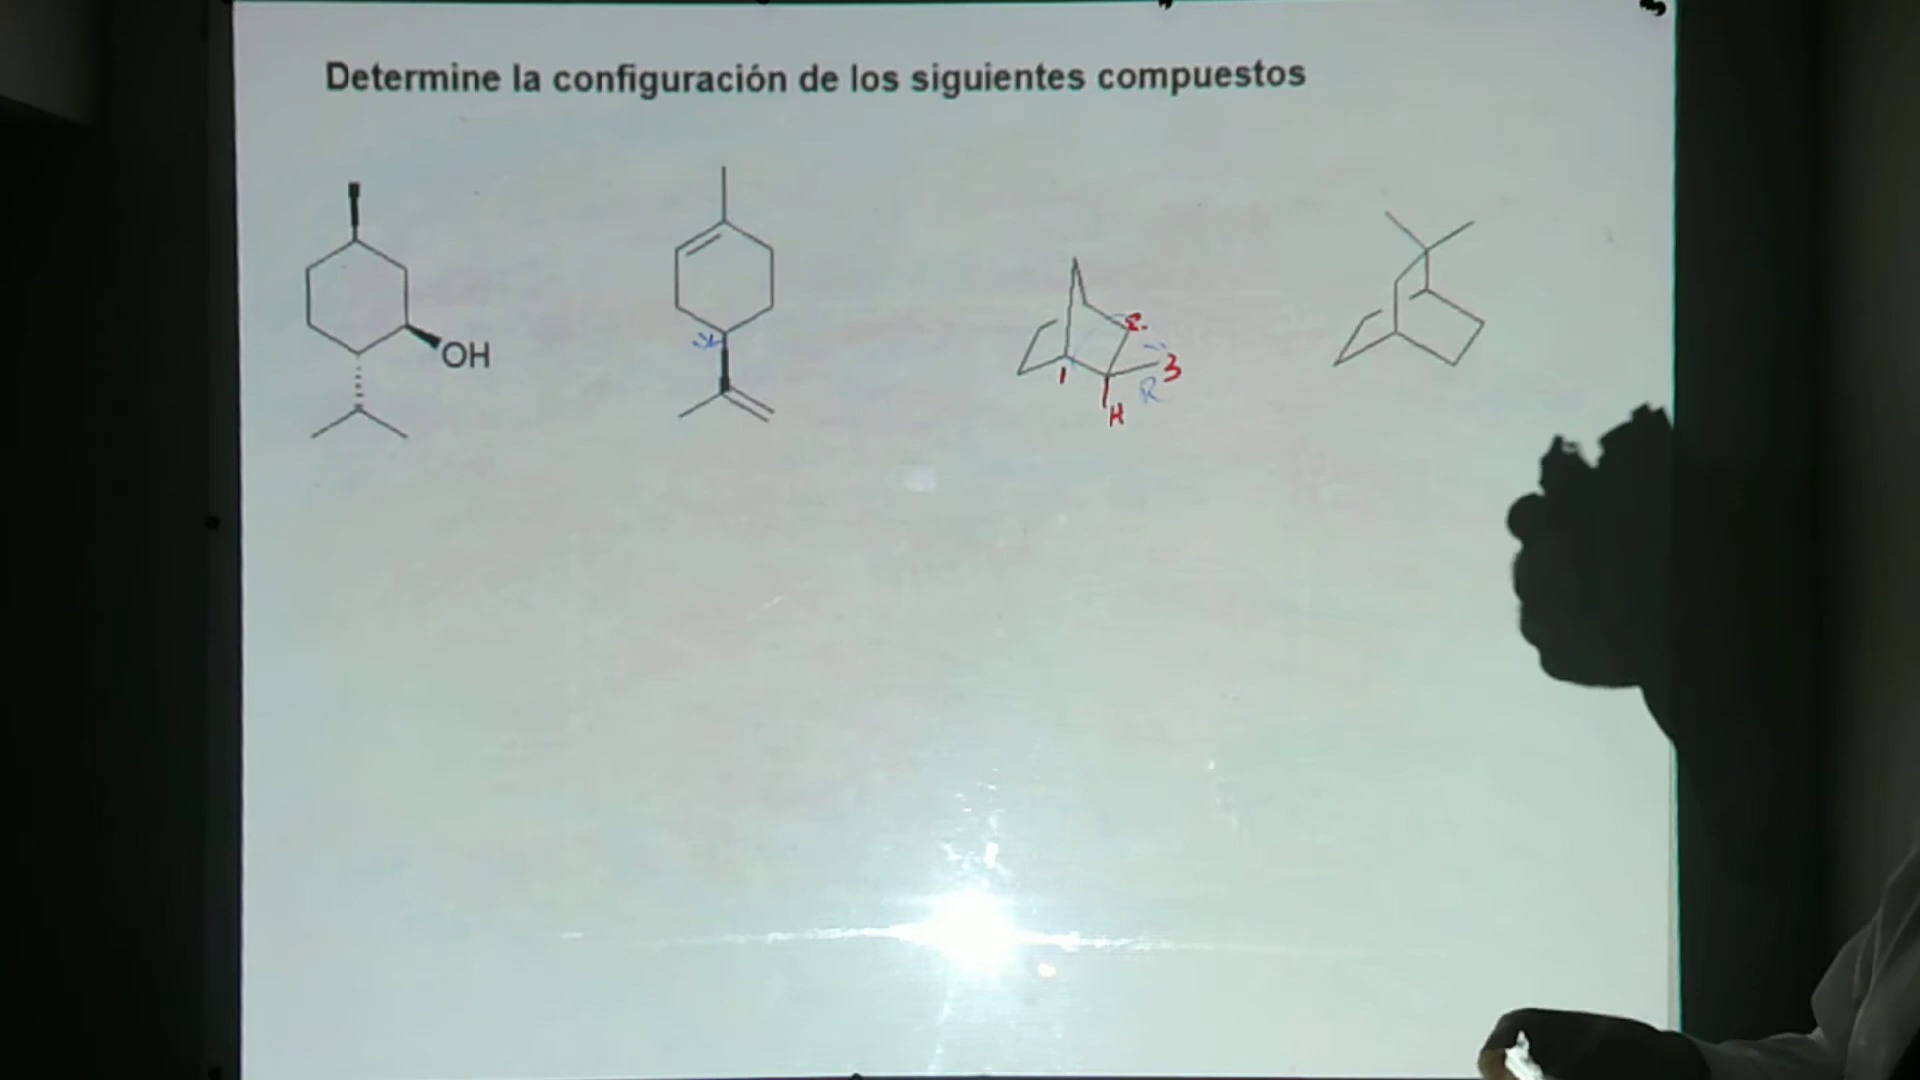 Determine la configuración de los siguientes compuestos
OH
2.
3
1
R
H